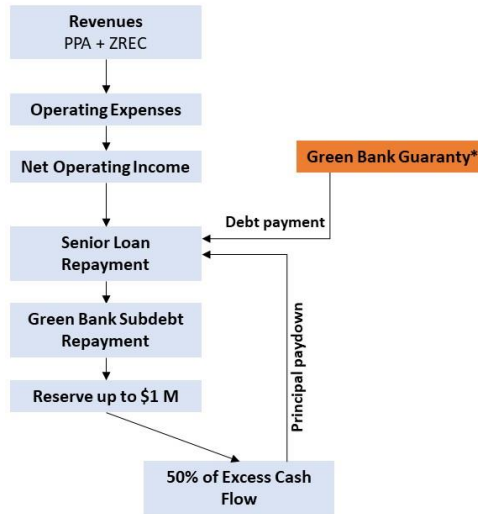 Revenues
PPA + ZREC
Operating Expenses
Net Operating Income
Green Bank Guaranty*
Debt payment
Senior Loan
Repayment
Green Bank Subdebt
Repayment
Principal paydown
Reserve up to $1 M
50% of Excess Cash
Flow